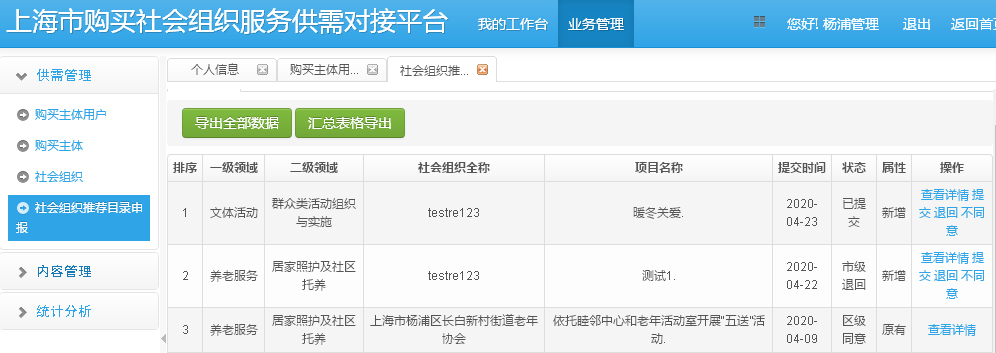 上海市购买社会组织服务供需对接平台 我的工作台 业务管理 您好! 杨浦管理 退出 返回首
供需管理
购买主体用户
购买主体
社会组织
社会组织推荐目录申
报
内容管理
统计分析
个人信息 购买主体用... 社会组织推...
导出全部数据 汇总表格导出
排序 一级领域 二级领域 社会组织全称 项目名称 提交时间 状态 属性 操作
1 文体活动 群众类活动组织
与实施 testre123 暖冬关爱. 2020-
04-23 已提
交 新增 查看详情 提
交 退回 不同
意
2 养老服务 居家照护及社区
托养 testre123 测试1. 2020-
04-22 市级
退回 新增 查看详情 提
交 退回 不同
意
3 养老服务 居家照护及社区
托养 上海市杨浦区长白新村街道老年
协会 依托睦邻中心和老年活动室开展"五送"活
动. 2020-
04-09 区级
同意 原有 查看详情